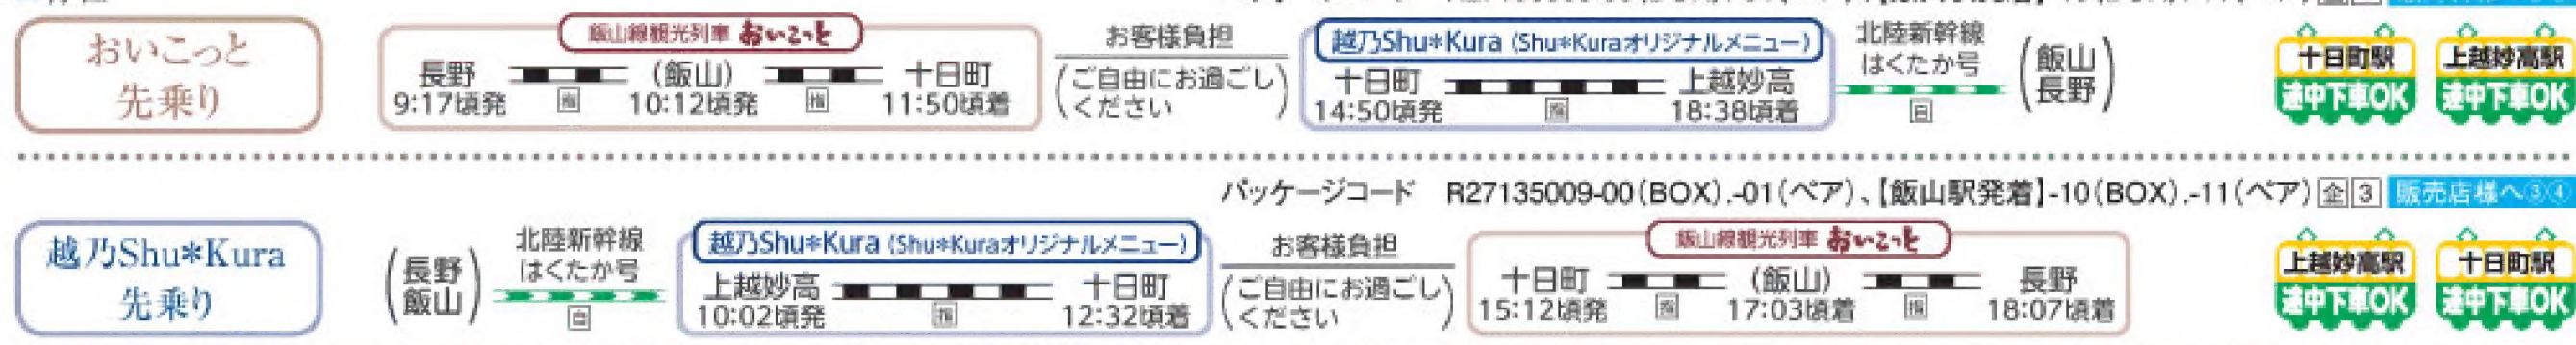 おいこっと
先乗り
飯山線観光列車 おいこっと
長野 (飯山) 十日町
9:17頃発 指 10:12頃発 指 11:50頃着
お客様負担
(ご自由にお過ごしください)
越乃Shu*Kura (Shu*Kuraオリジナルメニュー)
十日町 上越妙高
14:50頃発 指 18:38頃着
北陸新幹線
はくたか号
自
(飯山
長野)
十日町駅
途中下車OK
上越妙高駅
途中下車OK
パッケージコード R27135009-00(BOX).-01(ペア)、【飯山駅発着】-10(BOX).-11(ペア) 企 3 販売店様へ③④
越乃Shu*Kura
先乗り
(長野
飯山)
北陸新幹線
はくたか号
自
越乃Shu*Kura (Shu*Kuraオリジナルメニュー)
上越妙高 十日町
10:02頃発 指 12:32頃着
お客様負担
(ご自由にお過ごしください)
飯山線観光列車 おいこっと
十日町 (飯山) 長野
15:12頃発 指 17:03頃着 指 18:07頃着
上越妙高駅
途中下車OK
十日町駅
途中下車OK